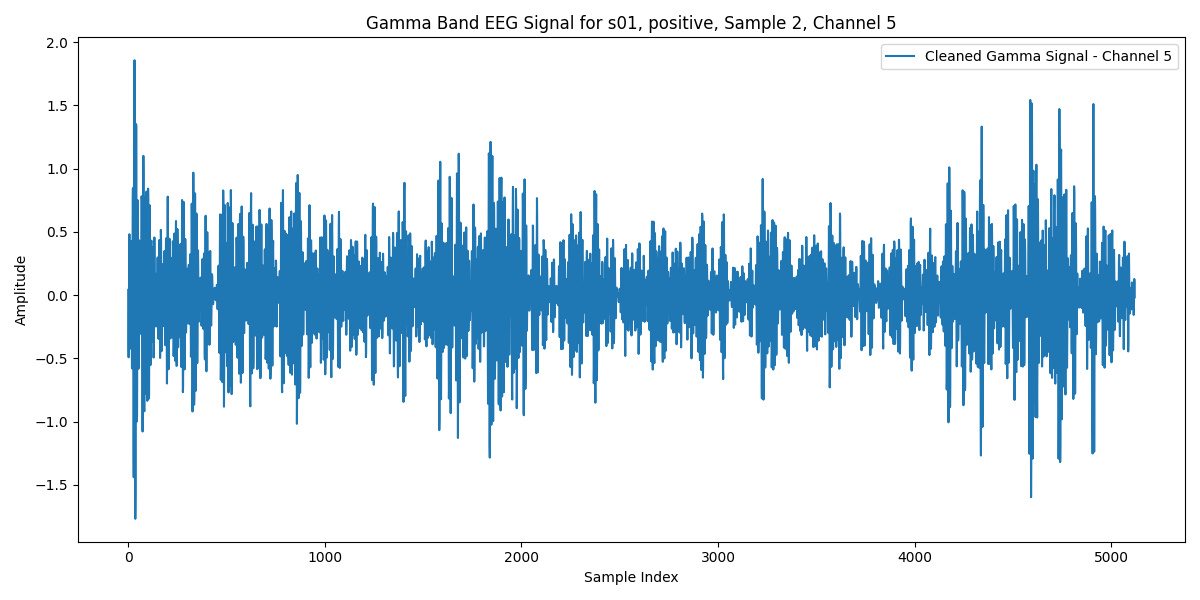 Gamma Band EEG Signal for s01, positive, Sample 2, Channel 5
Cleaned Gamma Signal - Channel 5
Amplitude
2.0
1.5
1.0
0.5
0.0
−0.5
−1.0
−1.5
0 1000 2000 3000 4000 5000
Sample Index